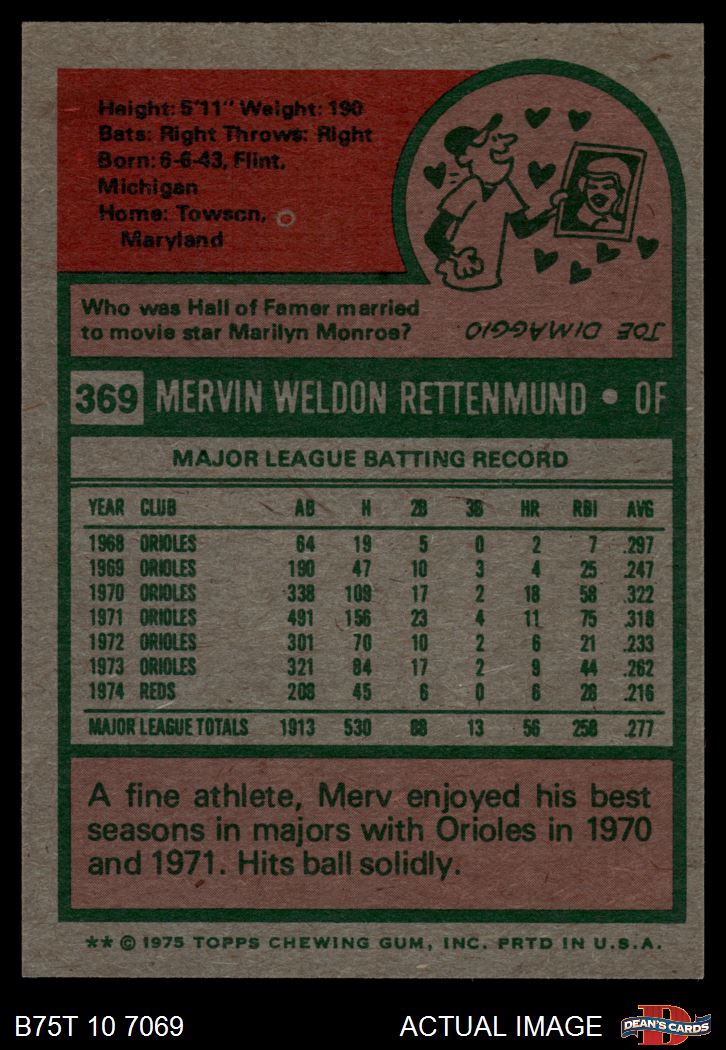 Height: 5'11" Weight: 190
Bats: Right Throws: Right
Born: 6-6-43, Flint,
Michigan
Home: Towson,
Maryland
Who was Hall of Famer married
to movie star Marilyn Monroe?
JOE DIMAGGIO
369 MERVIN WELDON RETTENMUND • OF
MAJOR LEAGUE BATTING RECORD
YEAR CLUB AB H 2B 3B HR RBI AVG
1968 ORIOLES 64 19 5 0 2 7 .297
1969 ORIOLES 190 47 10 3 4 25 .247
1970 ORIOLES 338 109 17 2 18 58 .322
1971 ORIOLES 491 156 23 4 11 75 .318
1972 ORIOLES 301 70 10 2 6 21 .233
1973 ORIOLES 321 84 17 2 9 44 .262
1974 REDS 208 45 6 0 6 28 .216
MAJOR LEAGUE TOTALS 1913 530 88 13 56 258 .277
A fine athlete, Merv enjoyed his best
seasons in majors with Orioles in 1970
and 1971. Hits ball solidly.
** © 1975 TOPPS CHEWING GUM, INC. PRTD IN U.S.A.
B75T 10 7069 ACTUAL IMAGE D DEAN'S CARDS